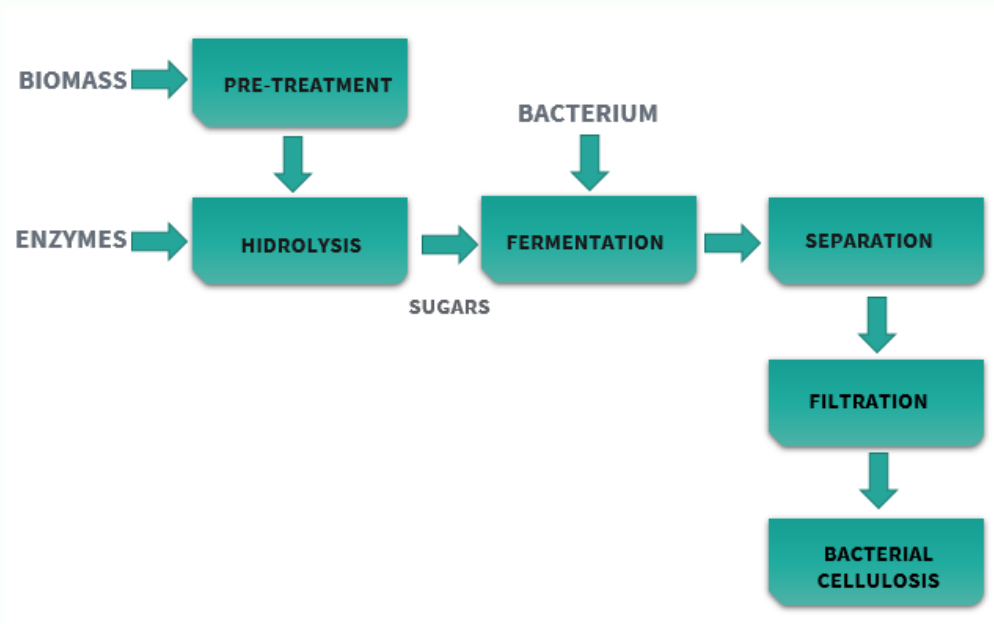 BIOMASS
PRE-TREATMENT
BACTERIUM
ENZYMES
HIDROLYSIS
FERMENTATION
SEPARATION
SUGARS
FILTRATION
BACTERIAL
CELLULOSIS